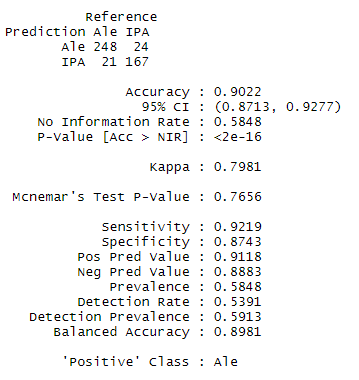 Reference
Prediction Ale IPA
Ale 248 24
IPA 21 167
Accuracy : 0.9022
95% CI : (0.8713, 0.9277)
No Information Rate : 0.5848
P-Value [Acc > NIR] : <2e-16
Kappa : 0.7981
Mcnemar's Test P-Value : 0.7656
Sensitivity : 0.9219
Specificity : 0.8743
Pos Pred Value : 0.9118
Neg Pred Value : 0.8883
Prevalence : 0.5848
Detection Rate : 0.5391
Detection Prevalence : 0.5913
Balanced Accuracy : 0.8981
'Positive' Class : Ale